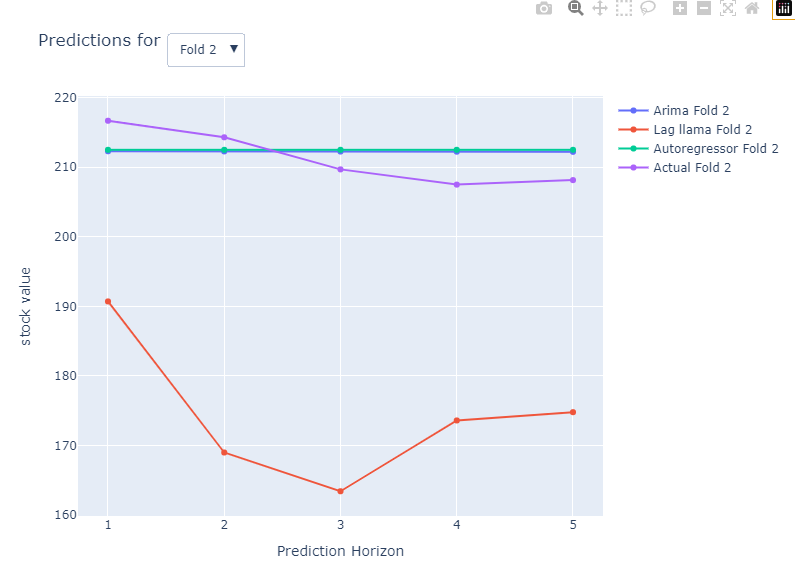 Predictions for
Fold 2 ▼
220
210
200
190
180
170
160
stock value
1 2 3 4 5
Prediction Horizon
Arima Fold 2
Lag llama Fold 2
Autoregressor Fold 2
Actual Fold 2